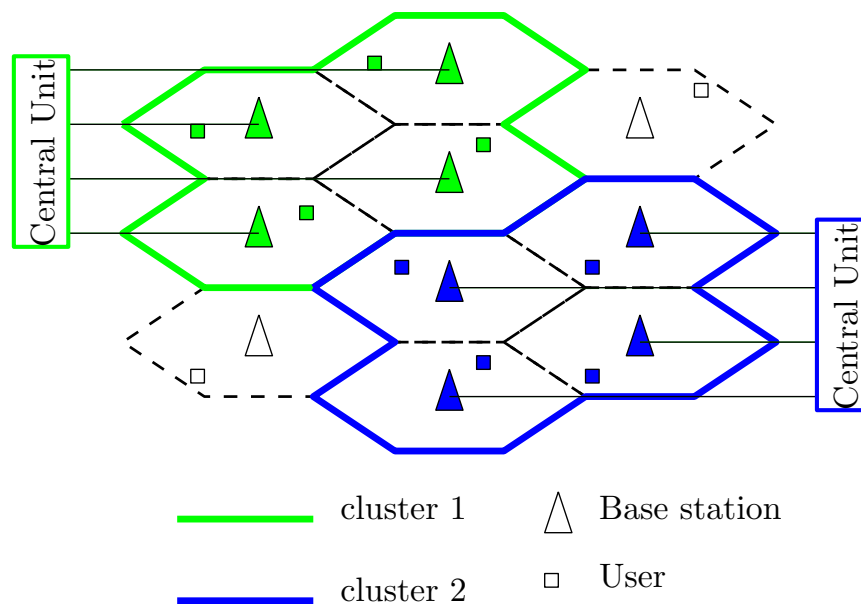 Central Unit
Central Unit
cluster 1
Base station
cluster 2
User